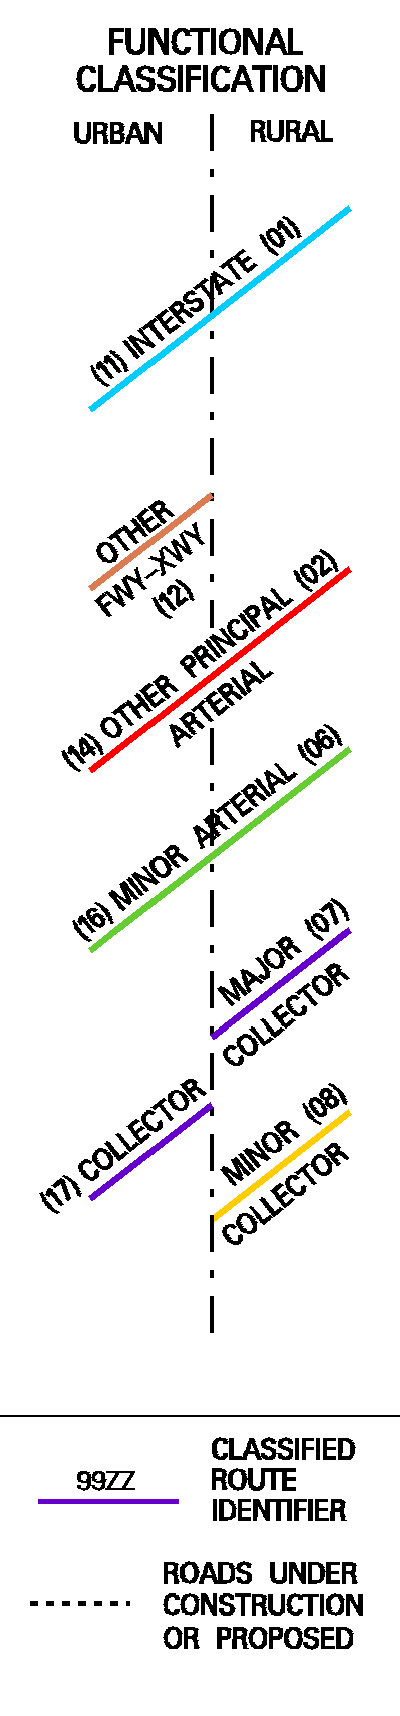 FUNCTIONAL
CLASSIFICATION
URBAN
RURAL
(11) INTERSTATE (01)
OTHER
FWY-XWY
(12)
(14) OTHER PRINCIPAL (02)
ARTERIAL
(16) MINOR ARTERIAL (06)
MAJOR (07)
COLLECTOR
(17) COLLECTOR
MINOR (08)
COLLECTOR
99ZZ
CLASSIFIED
ROUTE
IDENTIFIER
ROADS UNDER
CONSTRUCTION
OR PROPOSED